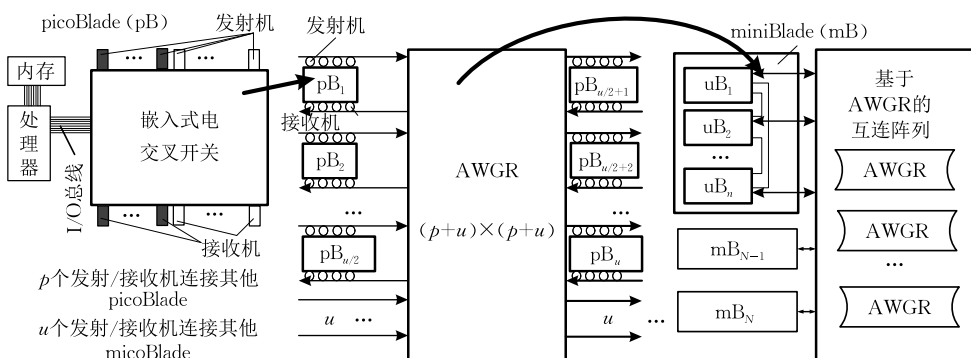 picoBlade (pB)
发射机
...
...
内存
处理器
I/O总线
嵌入式电
交叉开关
...
...
接收机
p个发射/接收机连接其他
picoBlade
u个发射/接收机连接其他
micoBlade
发射机
pB1
接收机
pB2
...
pBu/2
u ...
AWGR
(p+u)×(p+u)
pBu/2+1
pBu/2+2
...
pBu
u ...
miniBlade (mB)
uB1
uB2
...
uBn
mBN−1
mBN
基于
AWGR的
互连阵列
AWGR
AWGR
...
AWGR